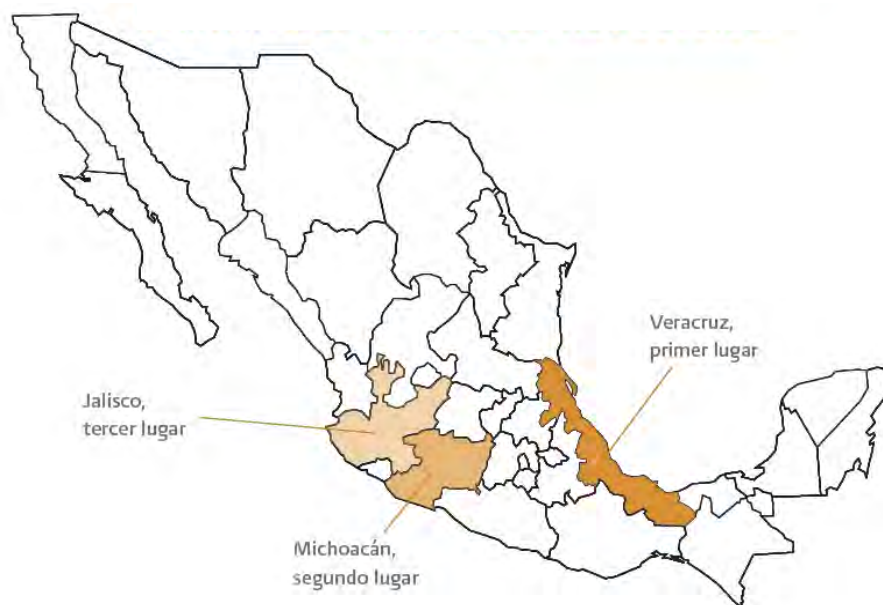 Veracruz,
primer lugar
Jalisco,
tercer lugar
Michoacán,
segundo lugar